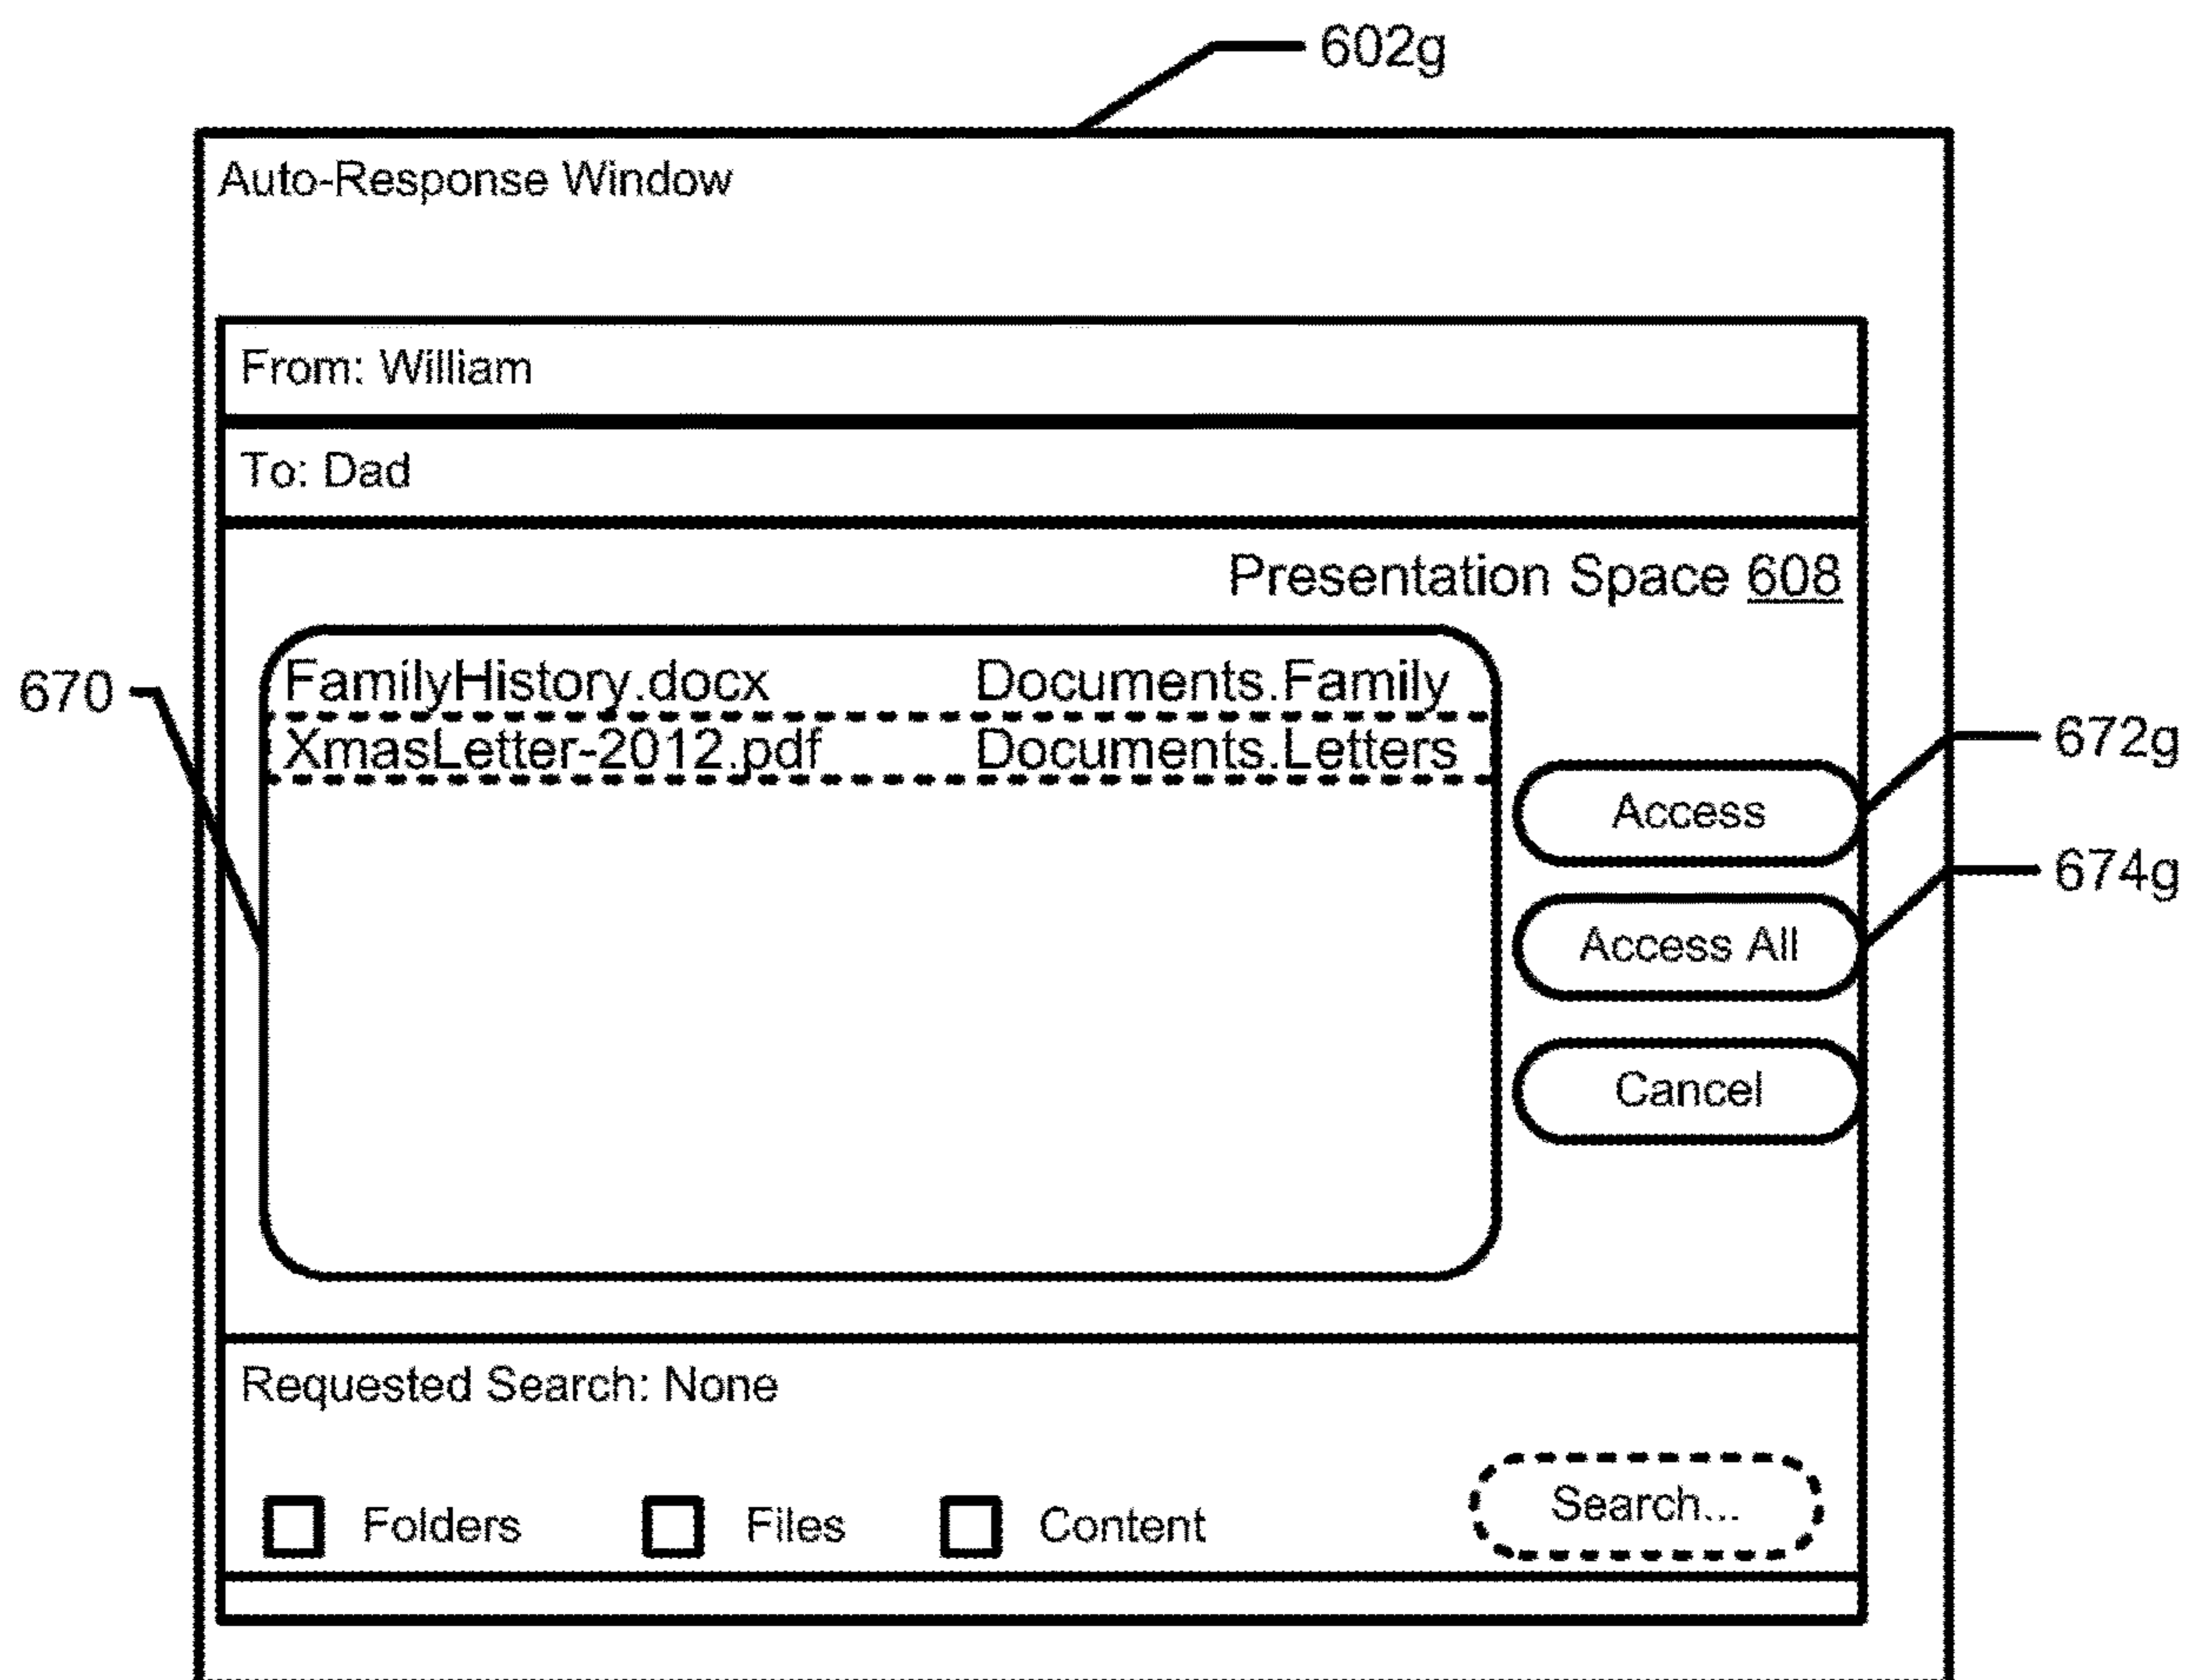 602g
Auto-Response Window
From: William
To: Dad
Presentation Space 608
670
FamilyHistory.docx Documents.Family
XmasLetter-2012.pdf Documents.Letters
672g
Access
674g
Access All
Cancel
Requested Search: None
Folders Files Content Search...